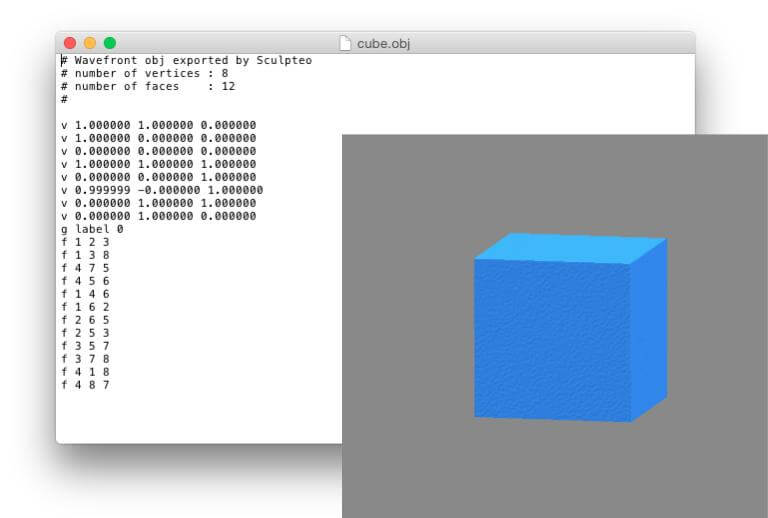 cube.obj
# Wavefront obj exported by Sculpteo
# number of vertices : 8
# number of faces    : 12
#
v 1.000000 1.000000 0.000000
v 1.000000 0.000000 0.000000
v 0.000000 0.000000 0.000000
v 1.000000 1.000000 1.000000
v 0.000000 0.000000 1.000000
v 0.999999 -0.000000 1.000000
v 0.000000 1.000000 1.000000
v 0.000000 1.000000 0.000000
g label 0
f 1 2 3
f 1 3 8
f 4 7 5
f 4 5 6
f 1 4 6
f 1 6 2
f 2 6 5
f 2 5 3
f 3 5 7
f 3 7 8
f 4 1 8
f 4 8 7